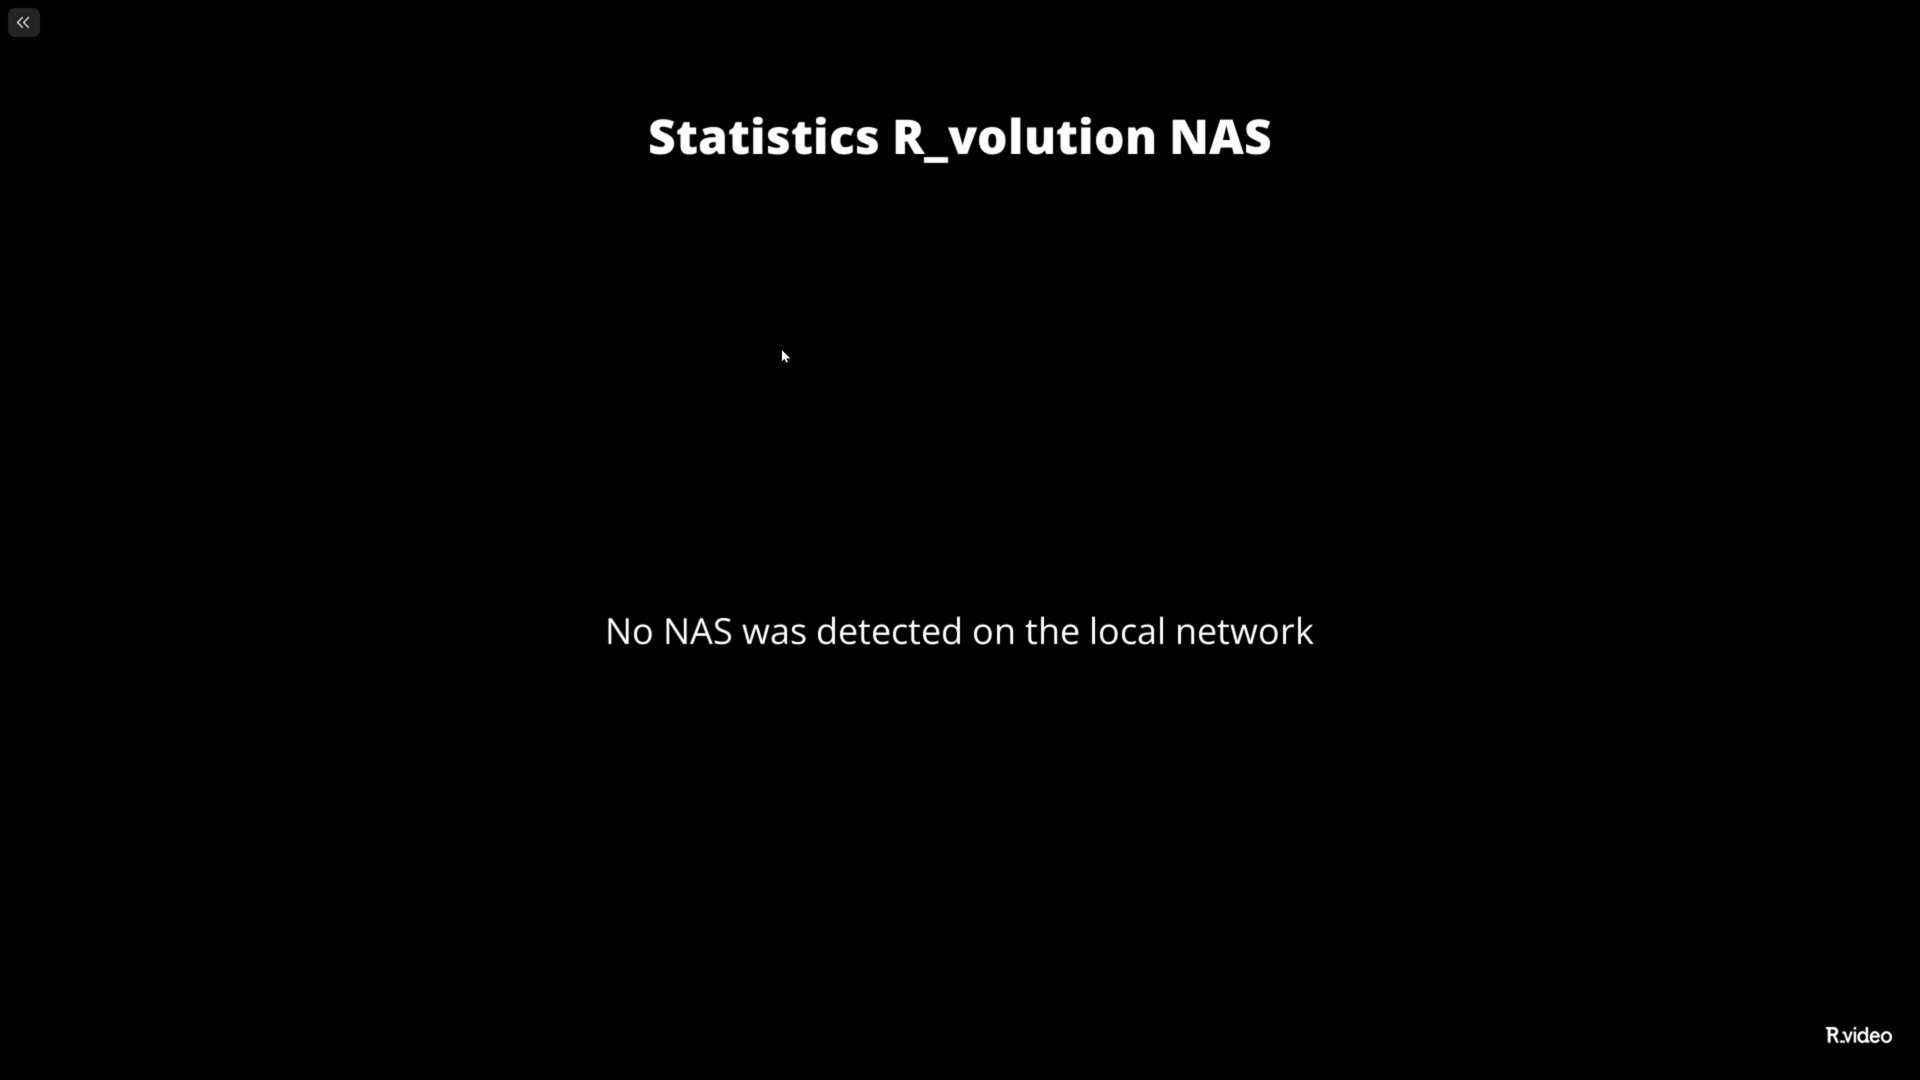 Statistics R_volution NAS
No NAS was detected on the local network
R_video